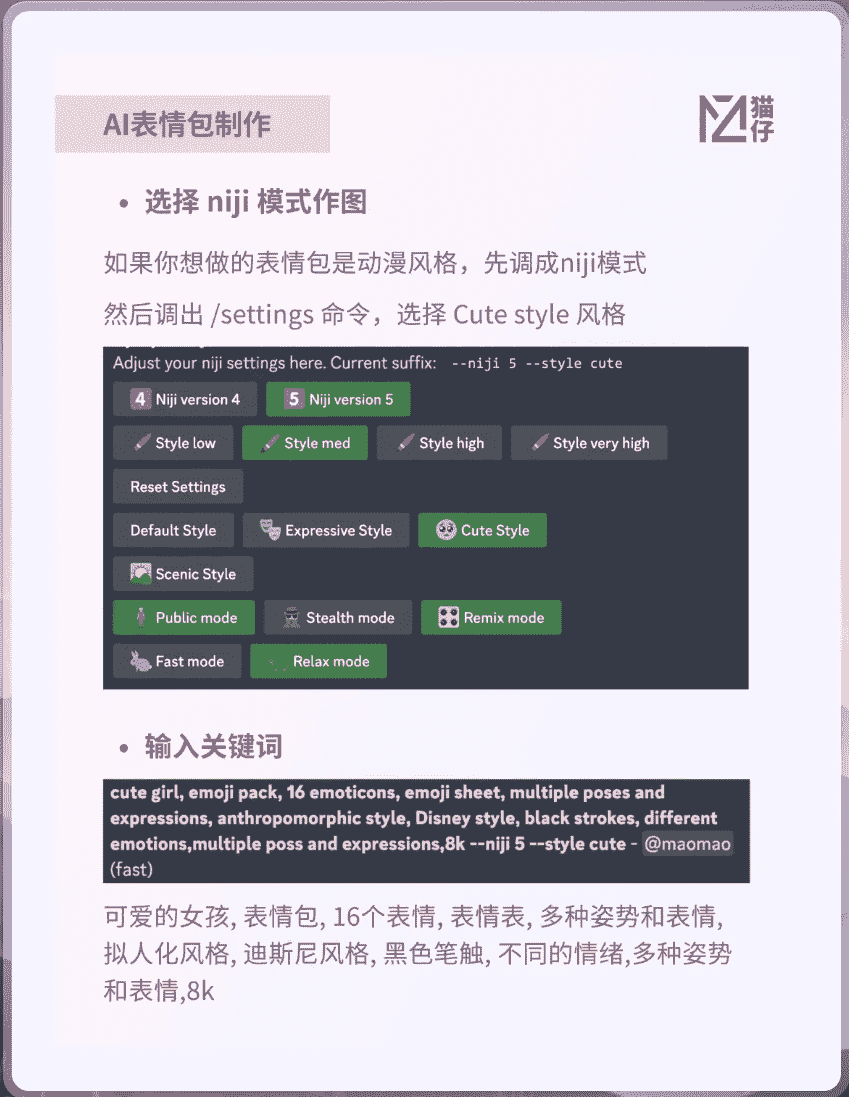 AI表情包制作
猫仔
• 选择 niji 模式作图
如果你想做的表情包是动漫风格，先调成niji模式
然后调出 /settings 命令，选择 Cute style 风格
Adjust your niji settings here. Current suffix: --niji 5 --style cute
4 Niji version 4 5 Niji version 5
Style low Style med Style high Style very high
Reset Settings
Default Style Expressive Style Cute Style
Scenic Style
Public mode Stealth mode Remix mode
Fast mode Relax mode
• 输入关键词
cute girl, emoji pack, 16 emoticons, emoji sheet, multiple poses and
expressions, anthropomorphic style, Disney style, black strokes, different
emotions,multiple poss and expressions,8k --niji 5 --style cute - @maomao
(fast)
可爱的女孩, 表情包, 16个表情, 表情表, 多种姿势和表情,
拟人化风格, 迪斯尼风格, 黑色笔触, 不同的情绪,多种姿势
和表情,8k